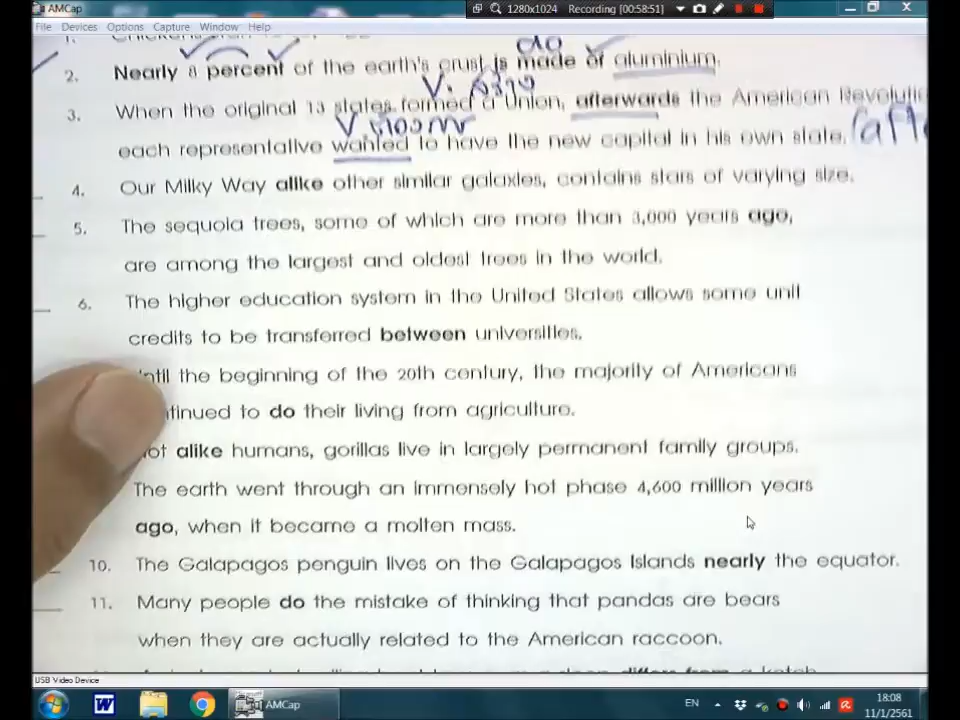 AMCap
1280x1024 Recording [00:58:51]
File Devices Options Capture Window Help
2. Nearly a percent of the earth's crust is made of aluminium.
3. When the original 13 states formed a Union, afterwards the American
each representative wanted to have the new capital in his own state.
4. Our Milky Way alike other similar galaxies, contains stars of varying size.
5. The sequoia trees, some of which are more than 3,000 years ago,
are among the largest and oldest trees in the world.
6. The higher education system in the United States allows some unit
credits to be transferred between universities.
the beginning of the 20th century, the majority of Americans
to do their living from agriculture.
alike humans, gorillas live in largely permanent family groups.
The earth went through an immensely hot phase 4,600 million years
ago, when it became a molten mass.
10. The Galapagos penguin lives on the Galapagos Islands nearly the equator.
11. Many people do the mistake of thinking that pandas are bears
when they are actually related to the American raccoon.
USB Video Device
AMCap EN 18:08
11/1/2561